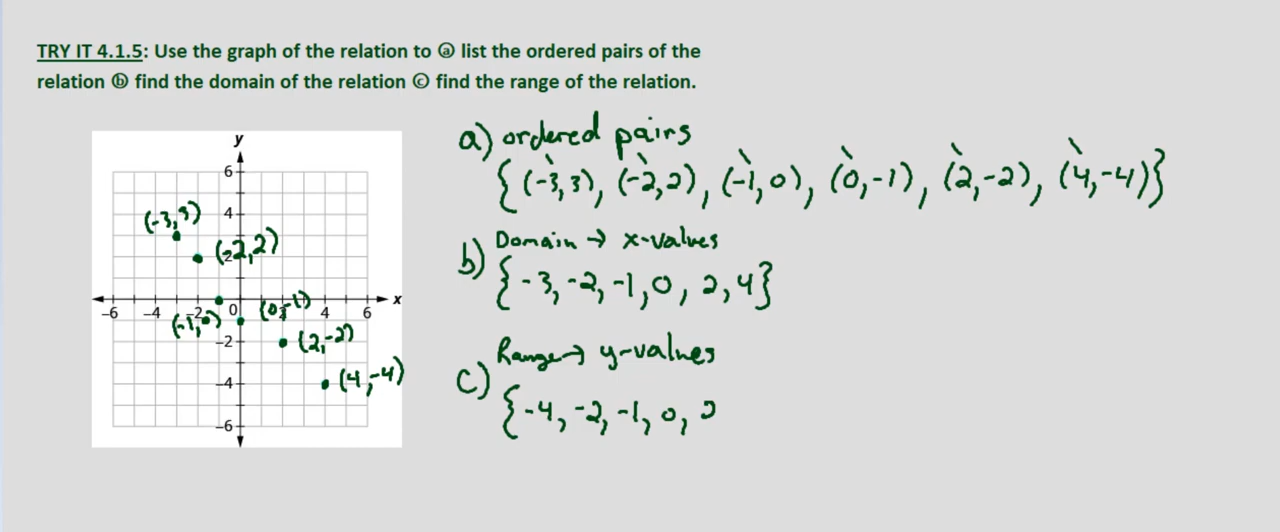 TRY IT 4.1.5: Use the graph of the relation to ⓐ list the ordered pairs of the
relation ⓑ find the domain of the relation ⓒ find the range of the relation.
a) ordered pairs
{(-3,3), (-2,2), (-1,0), (0,-1), (2,-2), (4,-4)}
b) Domain → x-values
{-3,-2,-1,0,2,4}
c) Range → y-values
{-4,-2,-1,0,2
y
6
(-3,3)
4
(-2,2)
2
-6 -4 -2 0 2 4 6 x
(-1,0) (0,-1)
-2 (2,-2)
-4 (4,-4)
-6